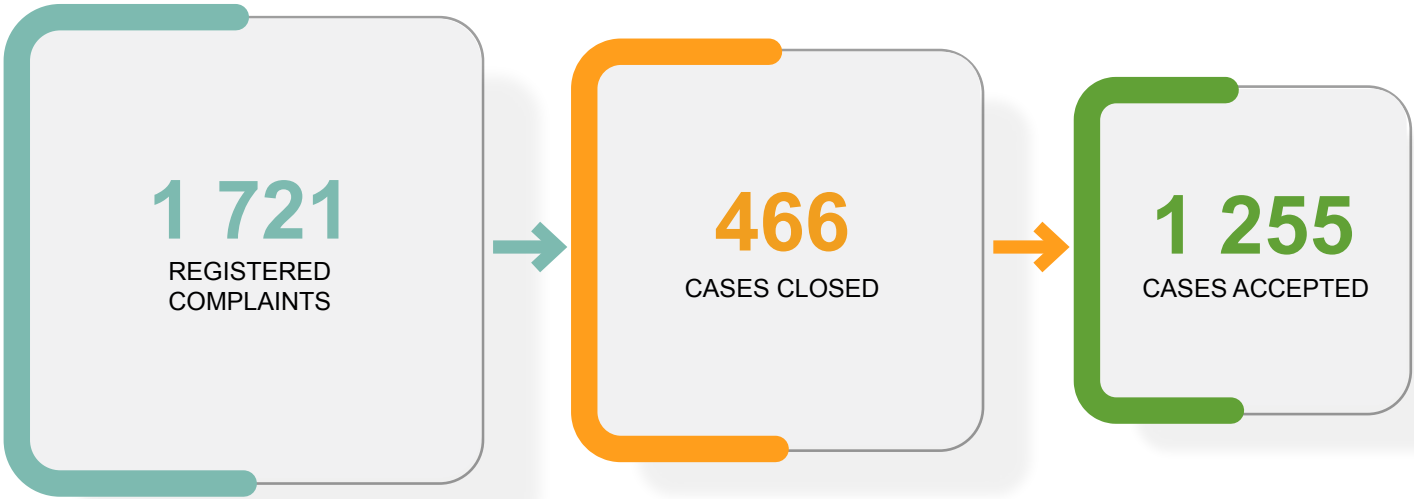 1 721
REGISTERED
COMPLAINTS
466
CASES CLOSED
1 255
CASES ACCEPTED